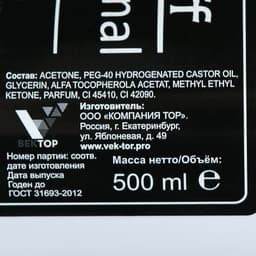 ff
nal
Состав: ACETONE, PEG-40 HYDROGENATED CASTOR OIL,
GLYCERIN, ALFA TOCOPHEROLA ACETAT, METHYL ETHYL
KETONE, PARFUM, CI 45410, CI 42090.
Изготовитель:
ООО «КОМПАНИЯ ТОР».
Россия, г. Екатеринбург,
ул. Яблоневая, д. 49
www.vek-tor.pro
ВЕКТОР
Номер партии: соотв.
дате изготовления
Дата выпуска
Годен до
ГОСТ 31693-2012
Масса нетто/Объём:
500 ml ℮